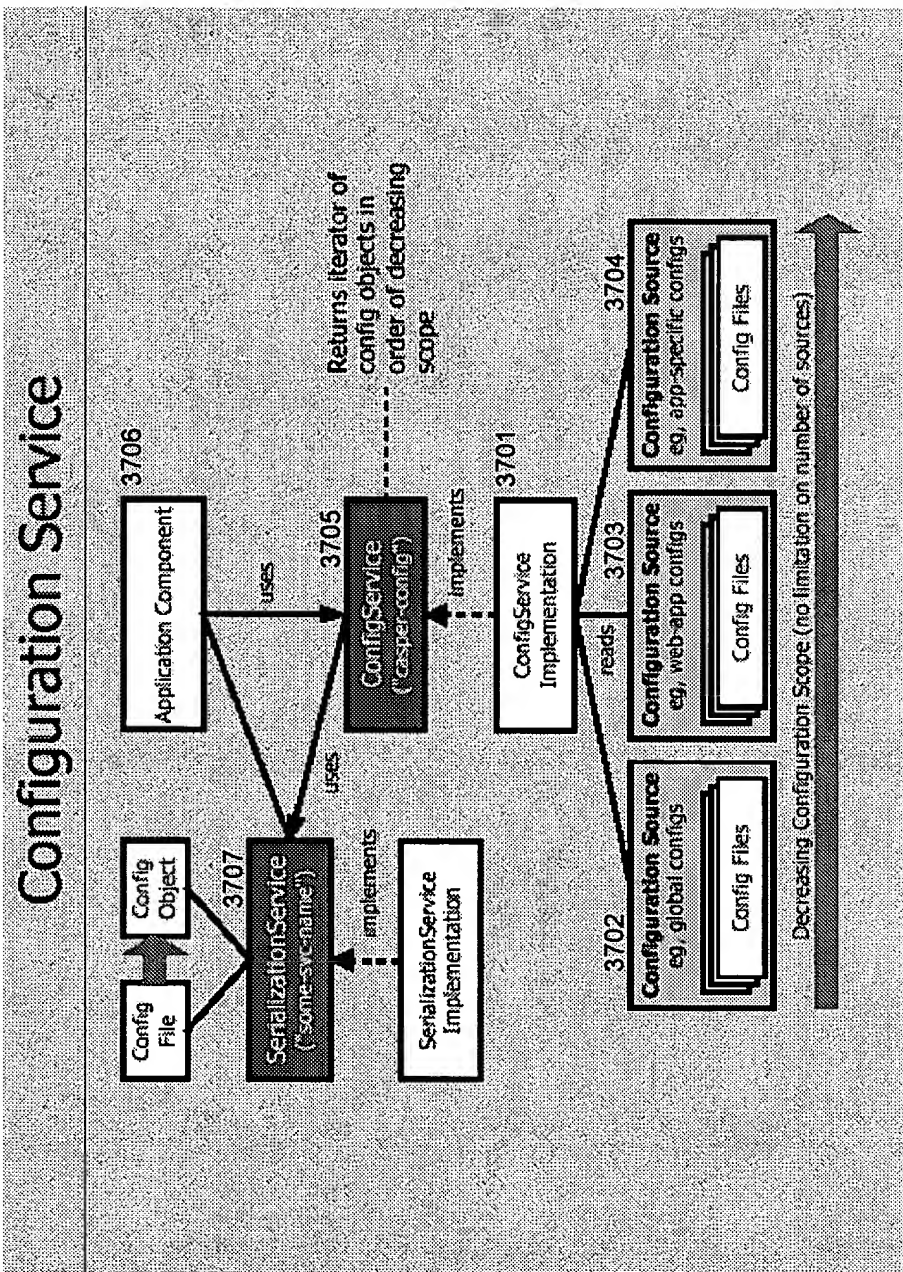 Configuration Service
Config
File
Config
Object
3707
SerializationService
("some-svc-name")
implements
SerializationService
Implementation
3706
Application Component
uses
uses
3705
ConfigService
("casper-config")
Returns iterator of
config objects in
order of decreasing
scope
implements
3701
ConfigService
Implementation
reads
3702
Configuration Source
eg, global configs
Config Files
3703
Configuration Source
eg, web-app configs
Config Files
3704
Configuration Source
eg, app-specific configs
Config Files
Decreasing Configuration Scope (no limitation on number of sources)